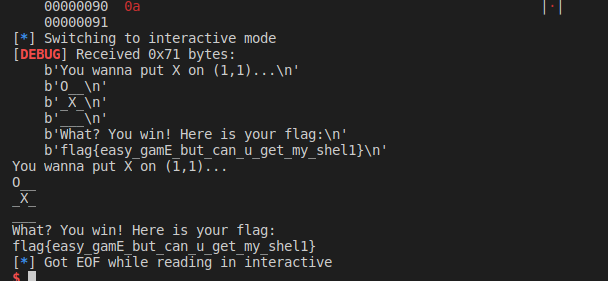 00000090  0a                                                  │·│
00000091
[*] Switching to interactive mode
[DEBUG] Received 0x71 bytes:
    b'You wanna put X on (1,1)...\n'
    b'O__\n'
    b'_X_\n'
    b'___\n'
    b'What? You win! Here is your flag:\n'
    b'flag{easy_gamE_but_can_u_get_my_shel1}\n'
You wanna put X on (1,1)...
O__
_X_
___
What? You win! Here is your flag:
flag{easy_gamE_but_can_u_get_my_shel1}
[*] Got EOF while reading in interactive
$